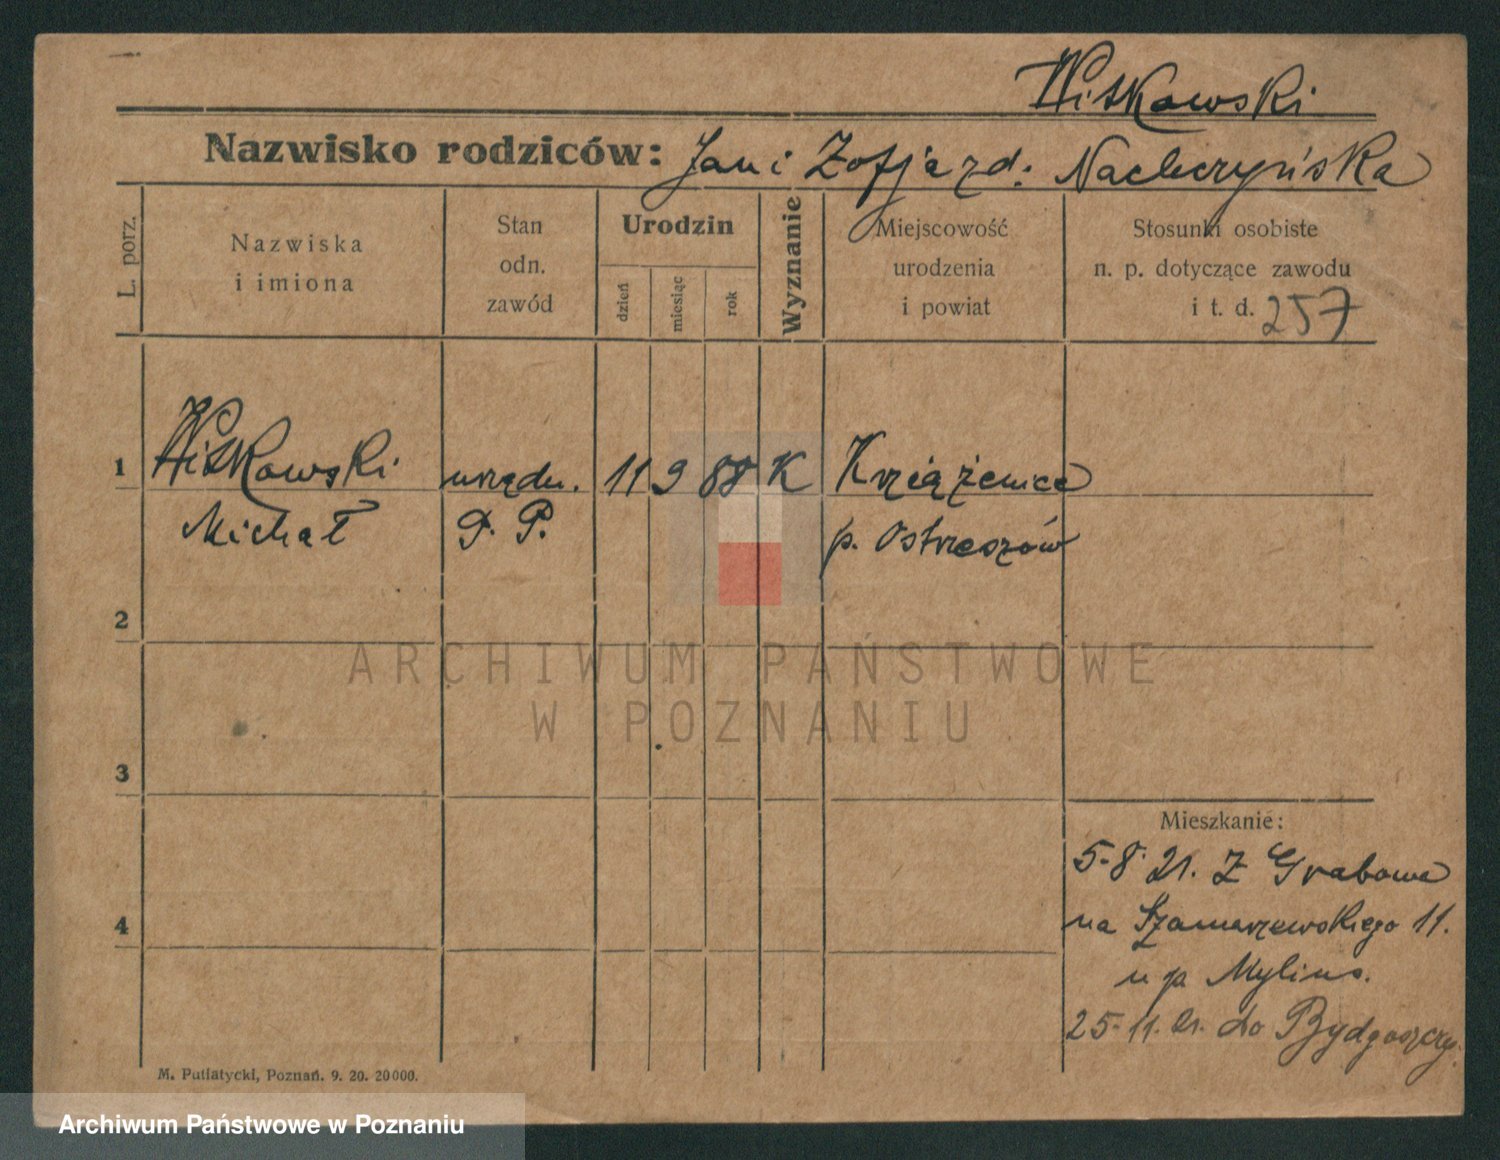 Witkowski
Nazwisko rodziców: Jan i Zofja zd:
L. porz.
Nazwiska
i imiona
Stan
odn.
zawód
Urodzin
dzień
miesiąc
rok
Wyznanie
Miejscowość
urodzenia
i powiat
Stosunki osobiste
n. p. dotyczące zawodu
i t. d. 257
1 Witkowski urzędn. 11 9 88 K Książenice
Michał D. P. p. Ostrzeszów
2
3
4
ARCHIWUM PAŃSTWOWE
W POZNANIU
Mieszkanie:
5-8 21. Z Grabowa
na Szamarzewskiego 11.
u p.
25-11. 21. do Bydgoszczy.
M. Putiatycki, Poznań. 9. 20. 20000.
Archiwum Państwowe w Poznaniu